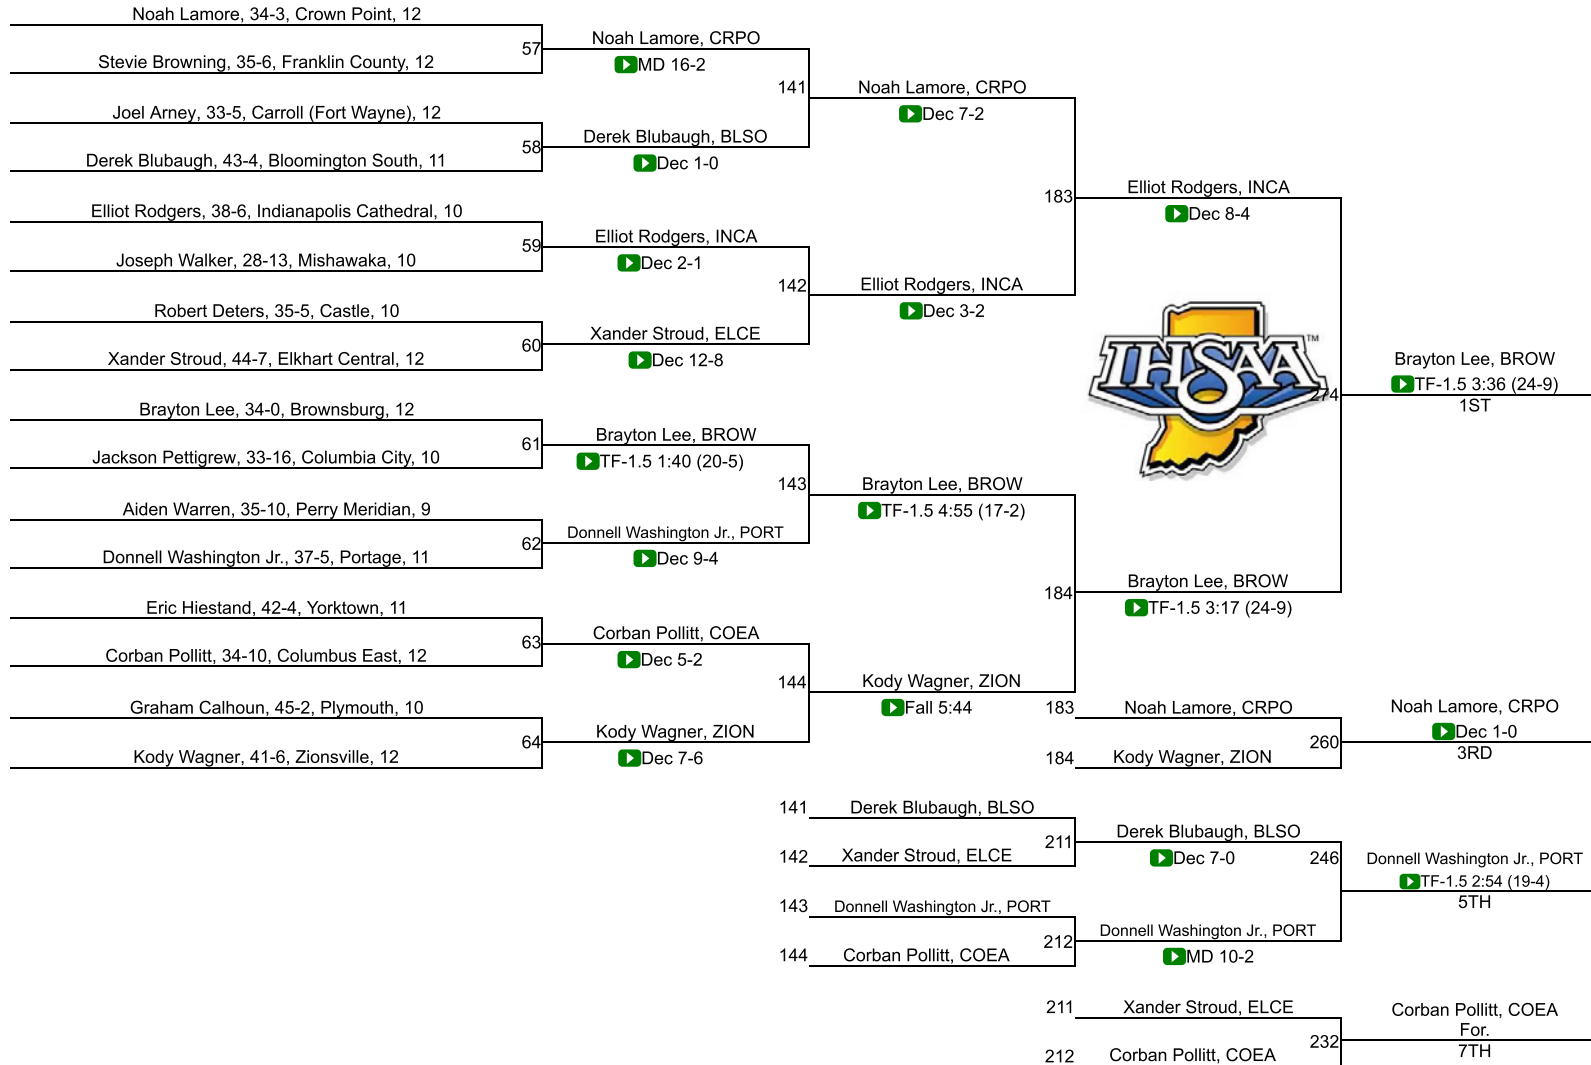 Noah Lamore, 34-3, Crown Point, 12
57
Stevie Browning, 35-6, Franklin County, 12
Noah Lamore, CRPO
MD 16-2
141
Joel Arney, 33-5, Carroll (Fort Wayne), 12
58
Derek Blubaugh, 43-4, Bloomington South, 11
Derek Blubaugh, BLSO
Dec 1-0
Noah Lamore, CRPO
Dec 7-2
183
Elliot Rodgers, 38-6, Indianapolis Cathedral, 10
59
Joseph Walker, 28-13, Mishawaka, 10
Elliot Rodgers, INCA
Dec 2-1
142
Robert Deters, 35-5, Castle, 10
60
Xander Stroud, 44-7, Elkhart Central, 12
Xander Stroud, ELCE
Dec 12-8
Elliot Rodgers, INCA
Dec 3-2
Elliot Rodgers, INCA
Dec 8-4
IHSAA™
274
Brayton Lee, 34-0, Brownsburg, 12
61
Jackson Pettigrew, 33-16, Columbia City, 10
Brayton Lee, BROW
TF-1.5 1:40 (20-5)
143
Aiden Warren, 35-10, Perry Meridian, 9
62
Donnell Washington Jr., 37-5, Portage, 11
Donnell Washington Jr., PORT
Dec 9-4
Brayton Lee, BROW
TF-1.5 4:55 (17-2)
184
Eric Hiestand, 42-4, Yorktown, 11
63
Corban Pollitt, 34-10, Columbus East, 12
Corban Pollitt, COEA
Dec 5-2
144
Graham Calhoun, 45-2, Plymouth, 10
64
Kody Wagner, 41-6, Zionsville, 12
Kody Wagner, ZION
Dec 7-6
Kody Wagner, ZION
Fall 5:44
Brayton Lee, BROW
TF-1.5 3:17 (24-9)
Brayton Lee, BROW
TF-1.5 3:36 (24-9)
1ST
183
Noah Lamore, CRPO
260
184
Kody Wagner, ZION
Noah Lamore, CRPO
Dec 1-0
3RD
141
Derek Blubaugh, BLSO
211
142
Xander Stroud, ELCE
Derek Blubaugh, BLSO
Dec 7-0
246
143
Donnell Washington Jr., PORT
212
144
Corban Pollitt, COEA
Donnell Washington Jr., PORT
MD 10-2
Donnell Washington Jr., PORT
TF-1.5 2:54 (19-4)
5TH
211
Xander Stroud, ELCE
232
212
Corban Pollitt, COEA
Corban Pollitt, COEA
For.
7TH